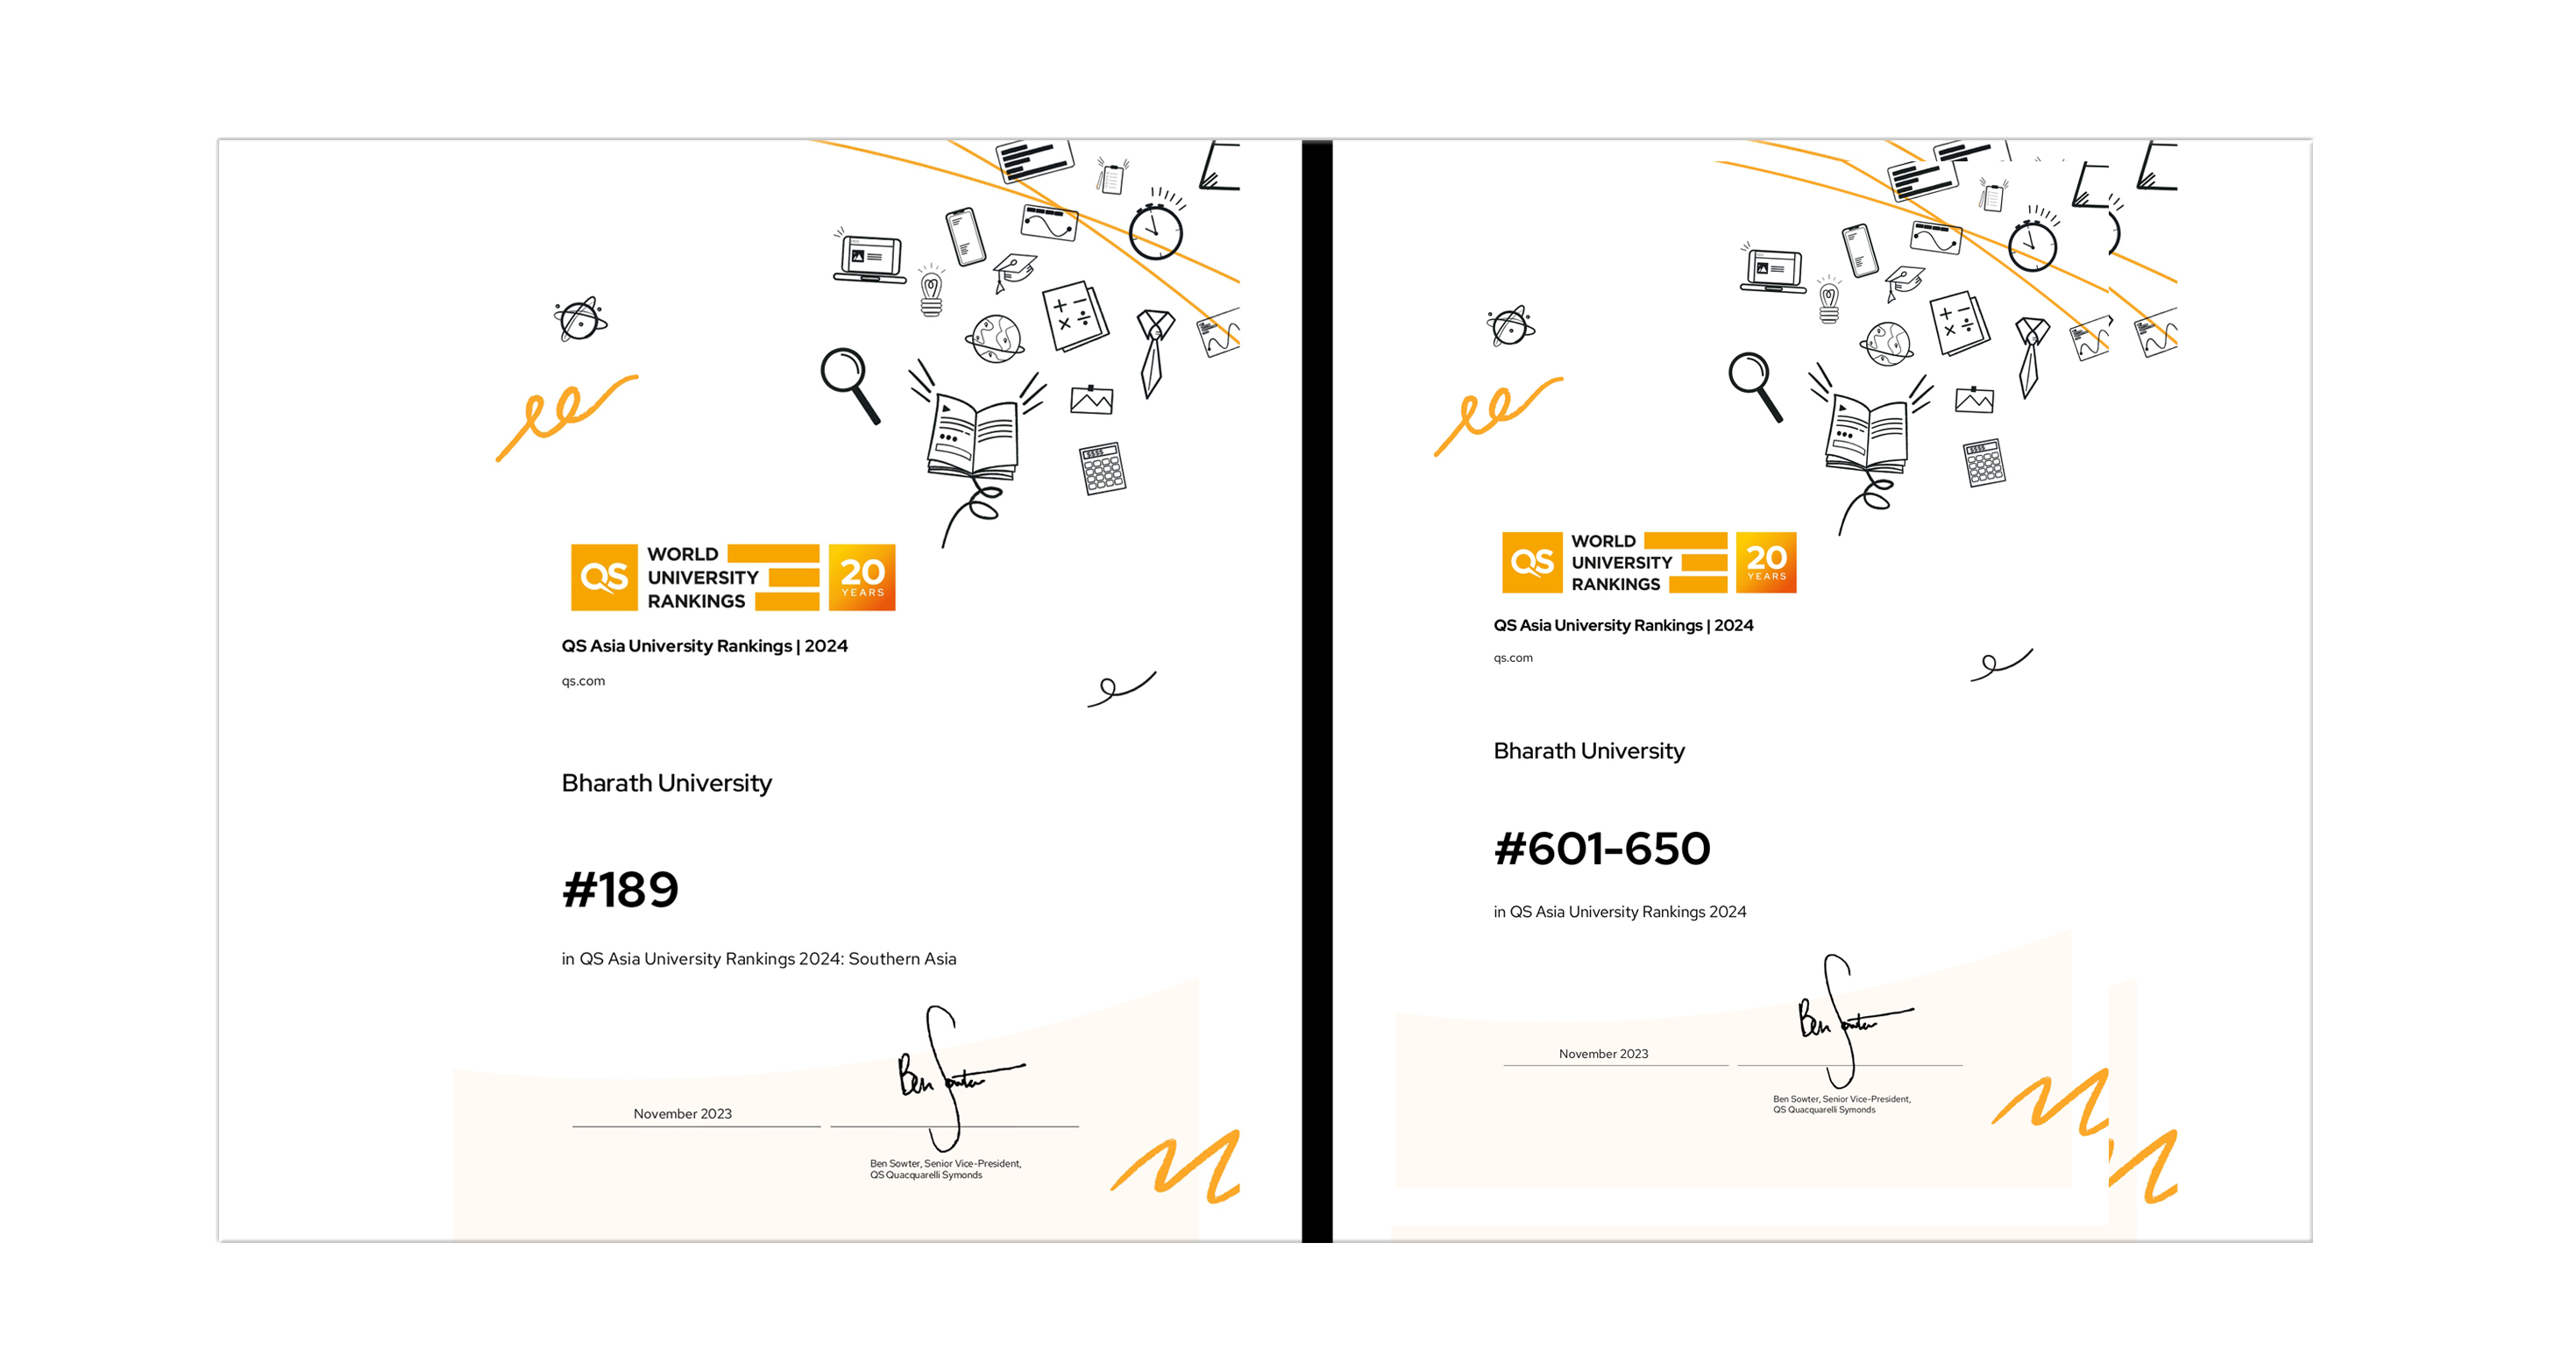 QS
WORLD
UNIVERSITY
RANKINGS
20
YEARS
QS Asia University Rankings | 2024
qs.com
Bharath University
#189
in QS Asia University Rankings 2024: Southern Asia
Ben Sowter
November 2023
Ben Sowter, Senior Vice-President,
QS Quacquarelli Symonds
QS
WORLD
UNIVERSITY
RANKINGS
20
YEARS
QS Asia University Rankings | 2024
qs.com
Bharath University
#601-650
in QS Asia University Rankings 2024
Ben Sowter
November 2023
Ben Sowter, Senior Vice-President,
QS Quacquarelli Symonds